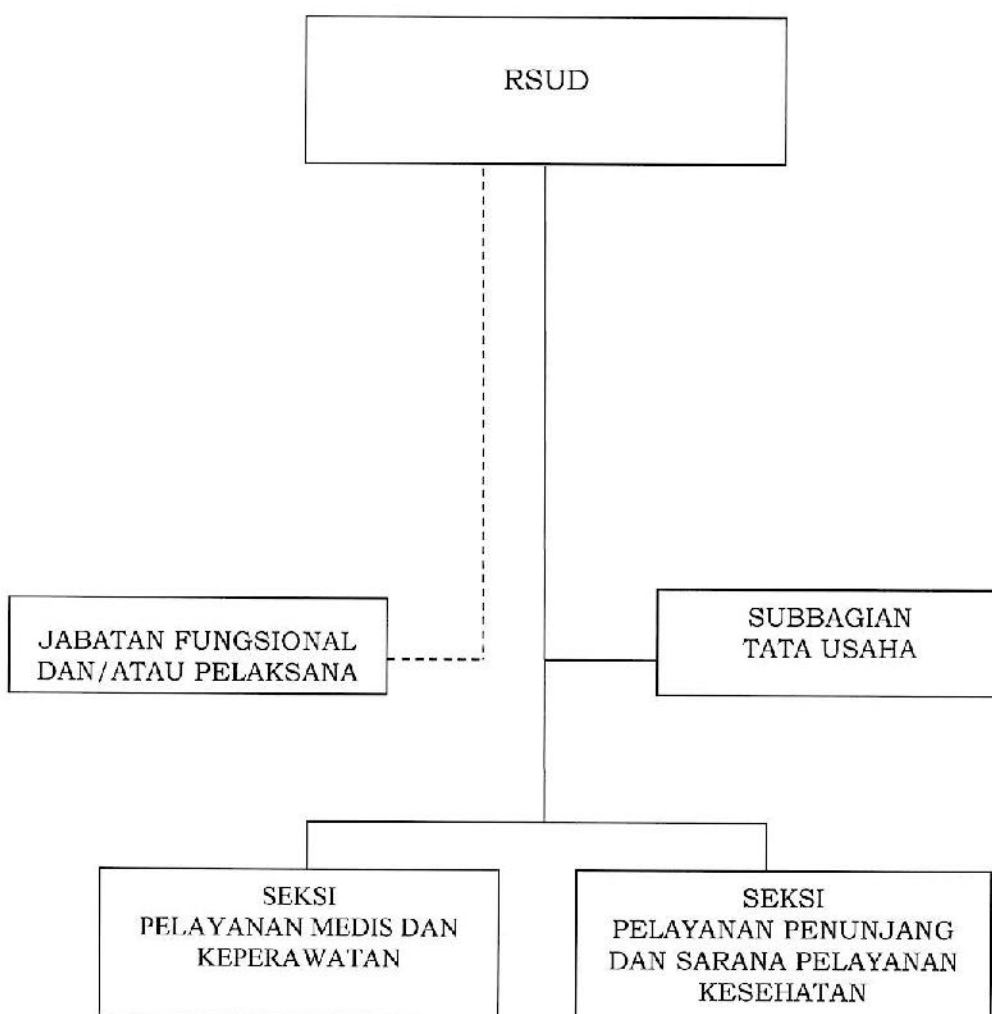 RSUD
JABATAN FUNGSIONAL
DAN/ATAU PELAKSANA
SUBBAGIAN
TATA USAHA
SEKSI
PELAYANAN MEDIS DAN
KEPERAWATAN
SEKSI
PELAYANAN PENUNJANG
DAN SARANA PELAYANAN
KESEHATAN